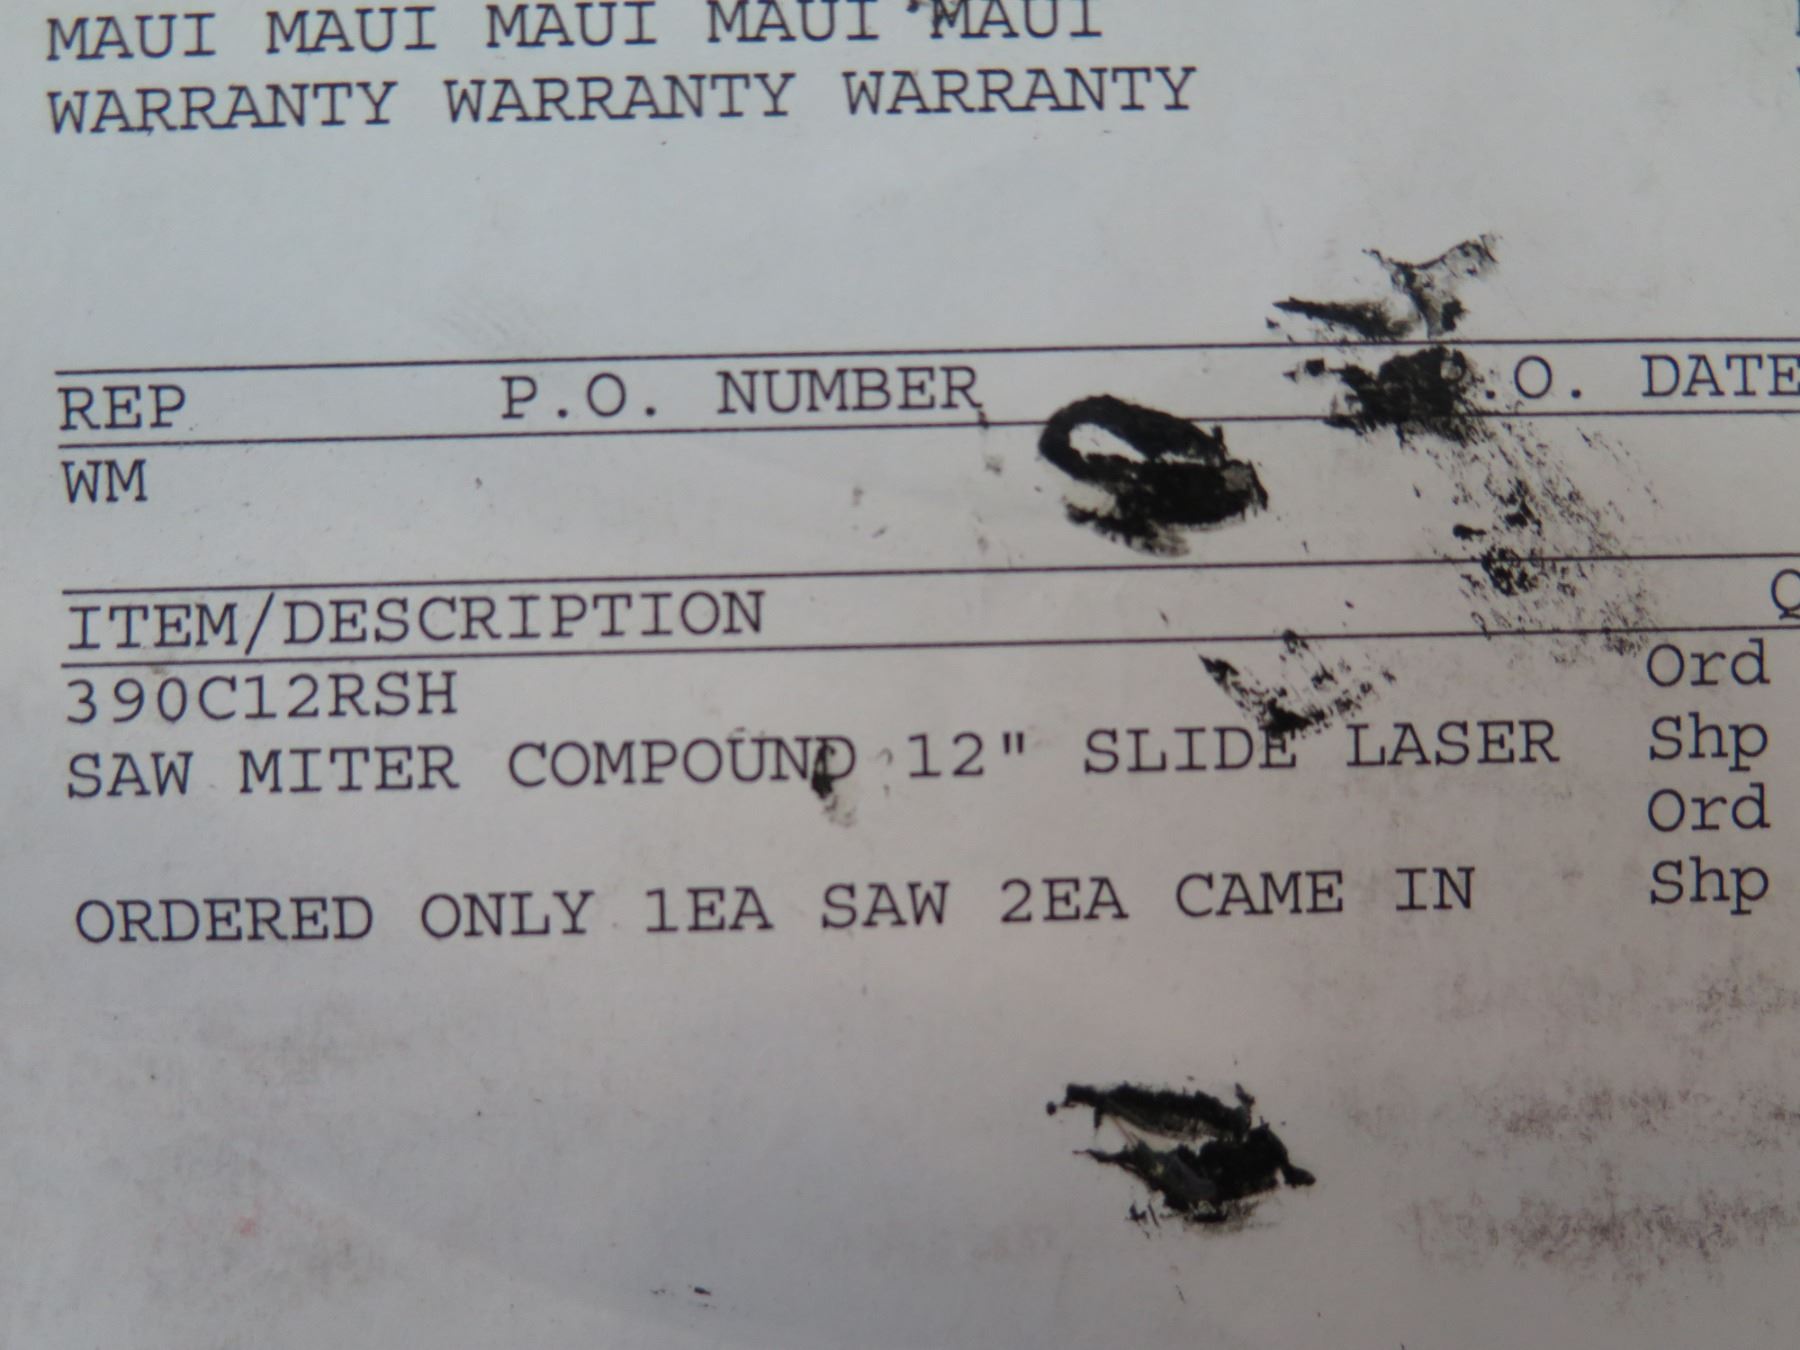 MAUI MAUI MAUI MAUI MAUI
WARRANTY WARRANTY WARRANTY
REP P.O. NUMBER P.O. DATE
WM
ITEM/DESCRIPTION
390C12RSH Ord
SAW MITER COMPOUND 12" SLIDE LASER Shp
Ord
ORDERED ONLY 1EA SAW 2EA CAME IN Shp